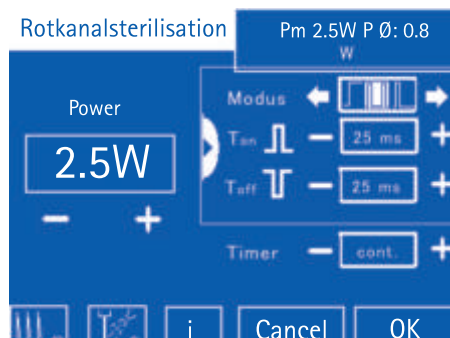 Rotkanalsterilisation
Pm 2.5W P Ø: 0.8
W
Power
2.5W
− +
Modus
Ton − 25 ms +
Toff − 25 ms +
Timer − cont. +
i
Cancel
OK